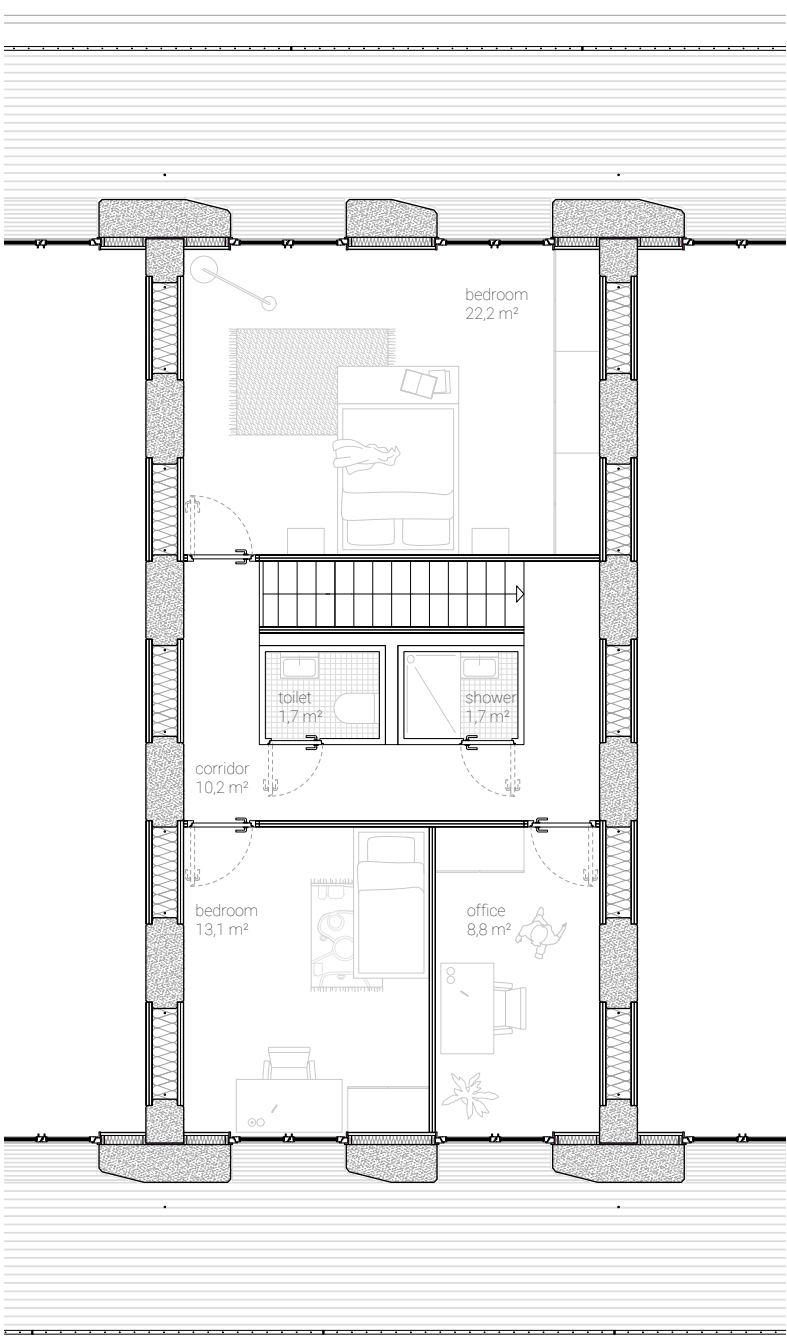 bedroom
22,2 m²
toilet
1,7 m²
shower
1,7 m²
corridor
10,2 m²
bedroom
13,1 m²
office
8,8 m²